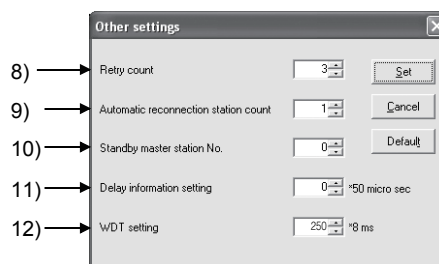 Other settings
8) Retry count 3 Set
9) Automatic reconnection station count 1 Cancel
10) Standby master station No. 0 Default
11) Delay information setting 0 *50 micro sec
12) WDT setting 250 *8 ms